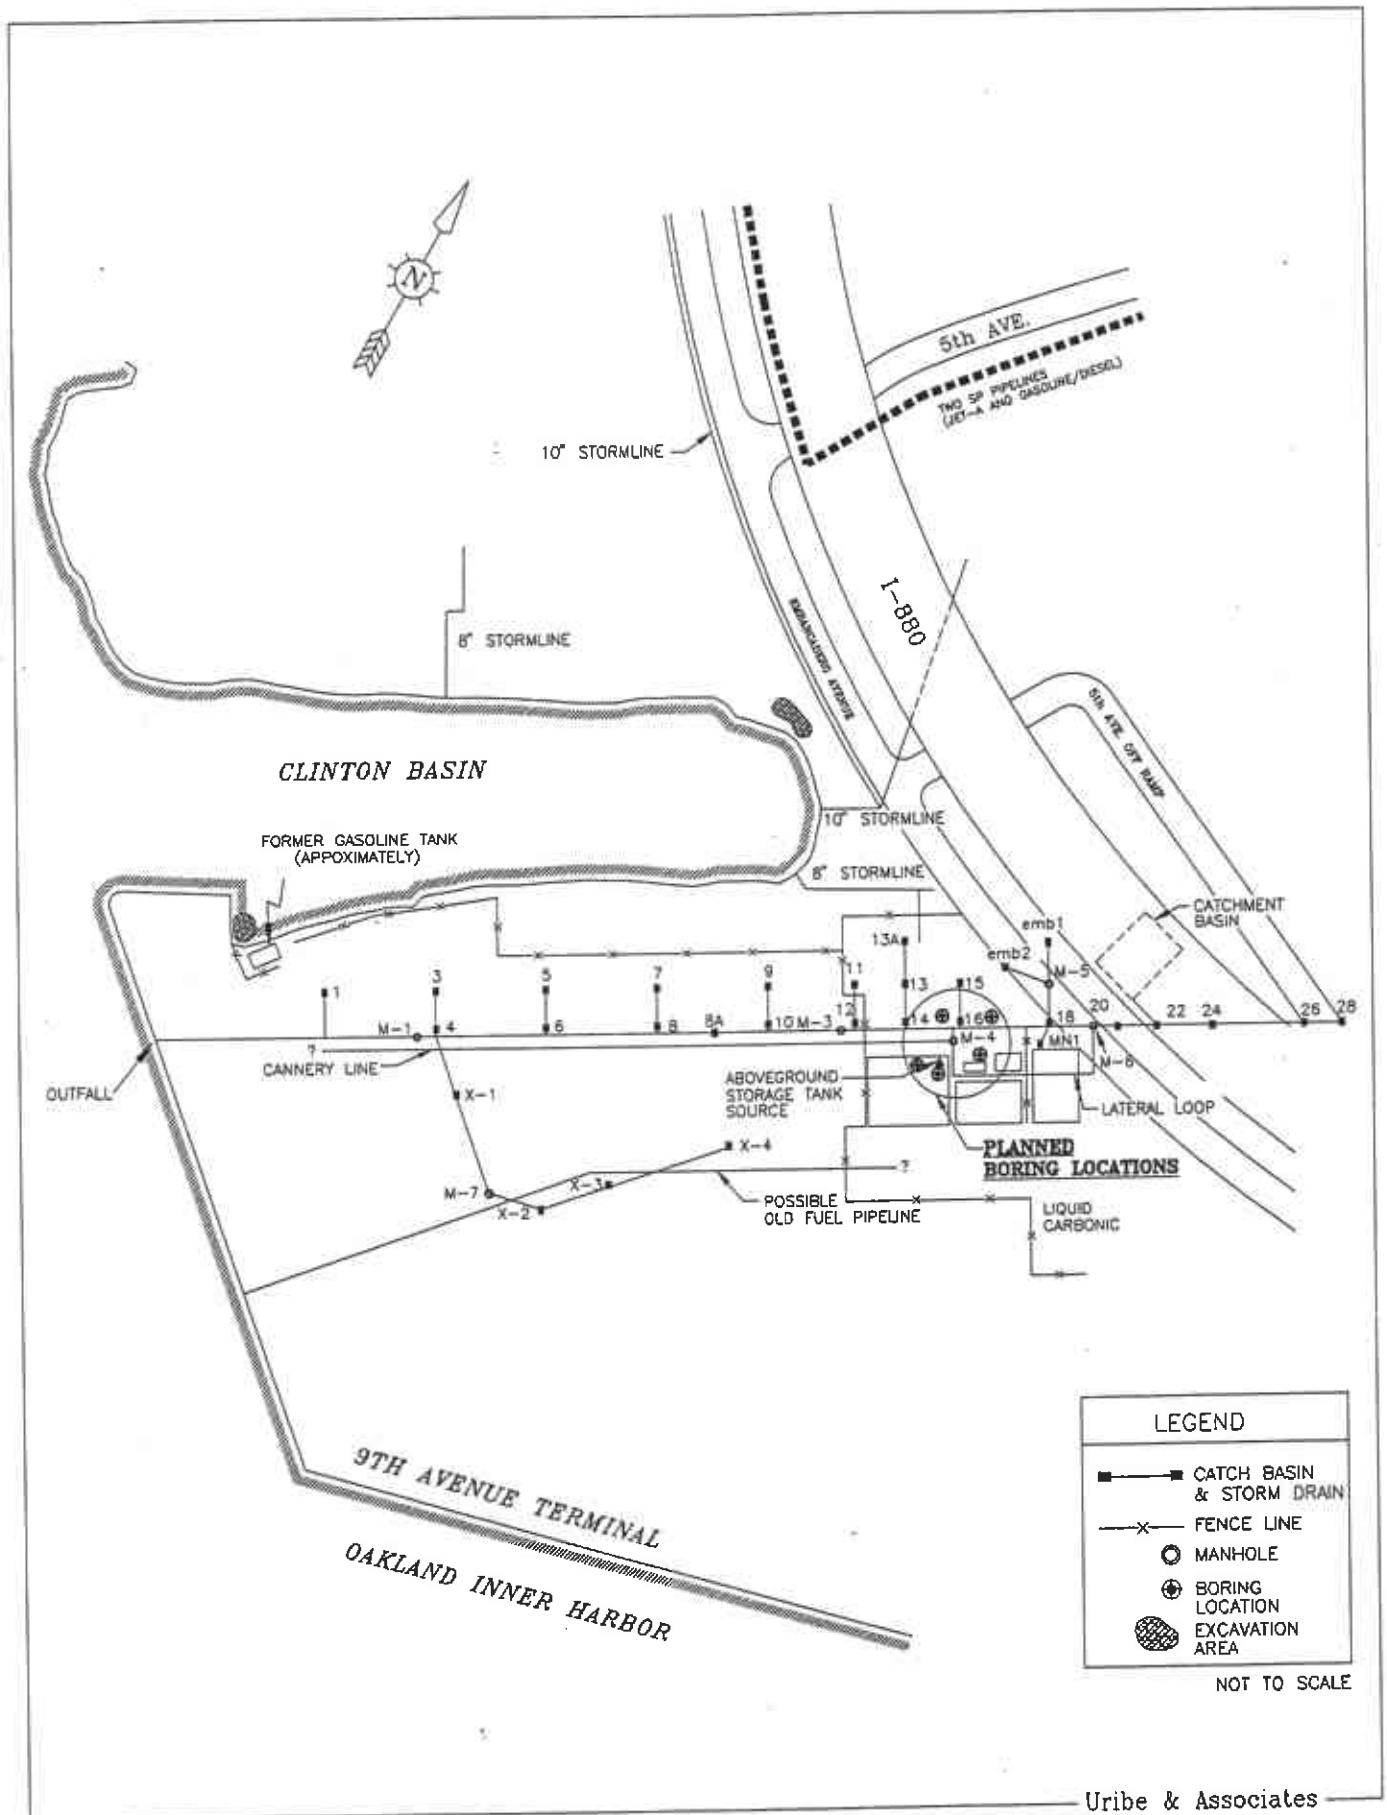 N
5th AVE.
TWO SP PIPELINES
(JET-A AND GASOLINE/DIESEL)
10" STORMLINE
I-880
EMBARCADERO AVENUE
8" STORMLINE
5th AVE OFF RAMP
CLINTON BASIN
10" STORMLINE
FORMER GASOLINE TANK
(APPOXIMATELY)
8" STORMLINE
CATCHMENT
BASIN
emb1
13A
emb2
M-5
1
3
5
7
9
11
13
15
M-1
4
6
8
8A
10
M-3
12
14
16
18
20
22
24
26
28
M-4
MN1
M-6
?
CANNERY LINE
OUTFALL
X-1
ABOVEGROUND
STORAGE TANK
SOURCE
LATERAL LOOP
X-4
PLANNED
BORING LOCATIONS
M-7
X-3
X-2
?
POSSIBLE
OLD FUEL PIPELINE
LIQUID
CARBONIC
9TH AVENUE TERMINAL
OAKLAND INNER HARBOR
LEGEND
CATCH BASIN
& STORM DRAIN
FENCE LINE
MANHOLE
BORING
LOCATION
EXCAVATION
AREA
NOT TO SCALE
Uribe & Associates